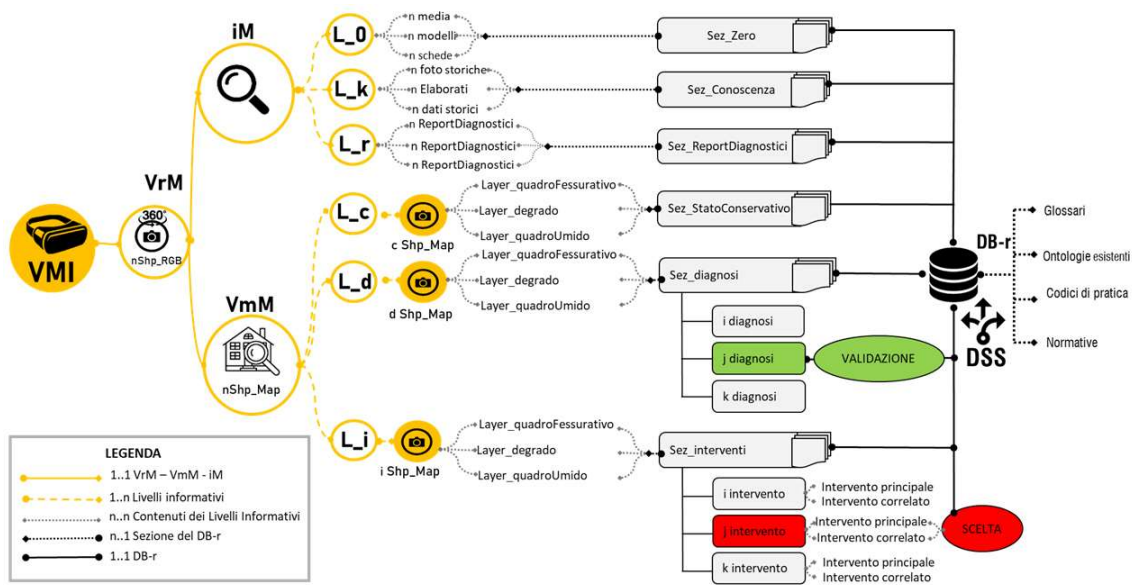 iM
L_0
n media
n modelli
n schede
Sez_Zero
L_k
n foto storiche
n Elaborati
n dati storici
Sez_Conoscenza
L_r
n ReportDiagnostici
n ReportDiagnostici
n ReportDiagnostici
Sez_ReportDiagnostici
VrM
360°
nShp_RGB
VMI
L_c
c Shp_Map
Layer_quadroFessurativo
Layer_degrado
Layer_quadroUmido
Sez_StatoConservativo
L_d
d Shp_Map
Layer_quadroFessurativo
Layer_degrado
Layer_quadroUmido
Sez_diagnosi
i diagnosi
j diagnosi
k diagnosi
VALIDAZIONE
VmM
nShp_Map
DB-r
DSS
Glossari
Ontologie esistenti
Codici di pratica
Normative
L_i
i Shp_Map
Layer_quadroFessurativo
Layer_degrado
Layer_quadroUmido
Sez_interventi
i intervento
Intervento principale
Intervento correlato
j intervento
Intervento principale
Intervento correlato
SCELTA
k intervento
Intervento principale
Intervento correlato
LEGENDA
1..1 VrM – VmM - iM
1..n Livelli informativi
n..n Contenuti dei Livelli Informativi
n..1 Sezione del DB-r
1..1 DB-r